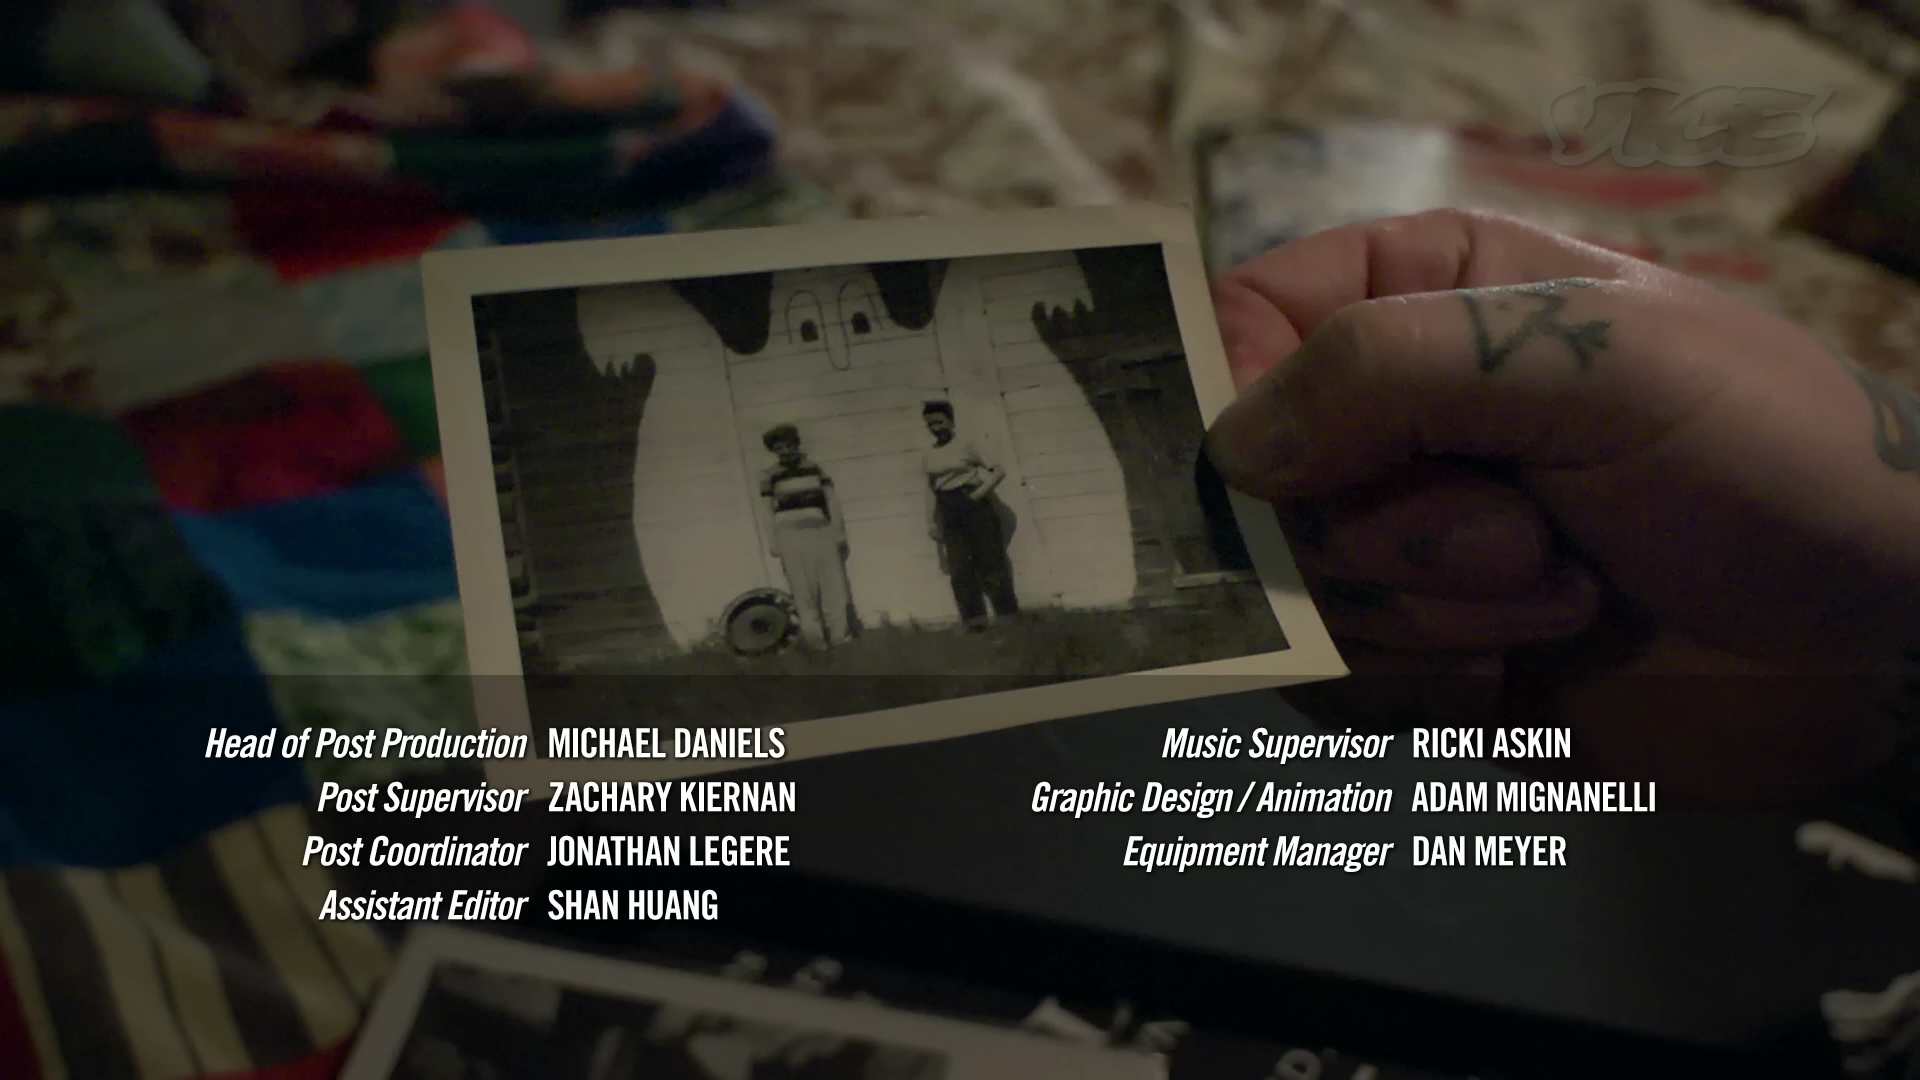 VICE
Head of Post Production MICHAEL DANIELS
Post Supervisor ZACHARY KIERNAN
Post Coordinator JONATHAN LEGERE
Assistant Editor SHAN HUANG
Music Supervisor RICKI ASKIN
Graphic Design / Animation ADAM MIGNANELLI
Equipment Manager DAN MEYER